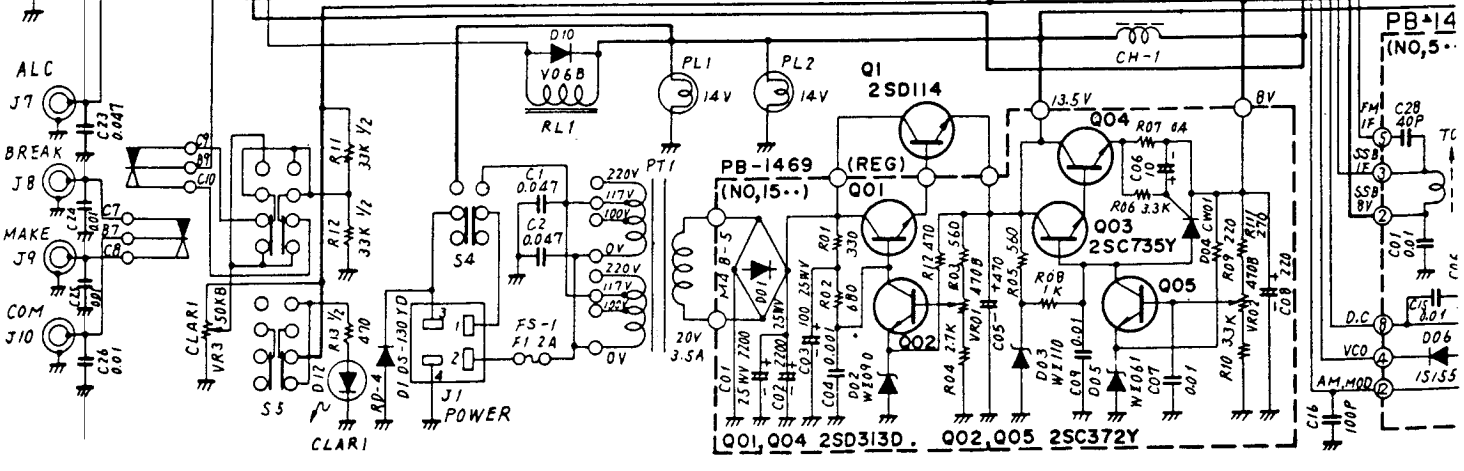 ALC
J7
C23
0.047
BREAK
J8
C24
.001
MAKE
J9
C25
.001
COM
J10
C26
0.01
C9
B9
C10
C7
B7
C8
R11
33K 1/2
R12
33K 1/2
R13 1/2
470
CLARI
VR3 50KB
S5
D12
CLARI
D10
V06B
RL1
PL1
14V
PL2
14V
CH-1
S4
C1
0.047
C2
0.047
220V
117V
100V
0V
220V
117V
100V
0V
PT1
20V
3.5A
RD-4
D1 DS-130YD
3
1
2
4
J1
POWER
FS-1
F1 2A
Q1
2SD114
PB-1469
(REG)
(NO,15··)
Q01
M4B-5
D01
C01
25WV 2200
C02 2200 25WV
R01
330
R02
680
C03 100 25WV
C04 0.001
D02
WZ090
Q02
R12 470
R03 560
R04 2.7K
VR01 470B
C05 470
R05 560
13.5V
8V
Q04
R07 0.4
C06
R06 3.3K
Q03
2SC735Y
R08
1K
D03
WZ110
C09 0.01
D05
WZ061
Q05
C07
0.01
D04 CW01
R09 220
R11
270
VR02 470B
R10 3.3K
C08 220
Q01,Q04 2SD313D. Q02,Q05 2SC372Y
PB-14
(NO,5··
FM
IF
5
C28
40P
SSB
IF
3
SSB
8V
2
C01
0.01
D.C
8
C15
0.01
VCO
4
D06
1S155
AM,MOD
12
C16
100P